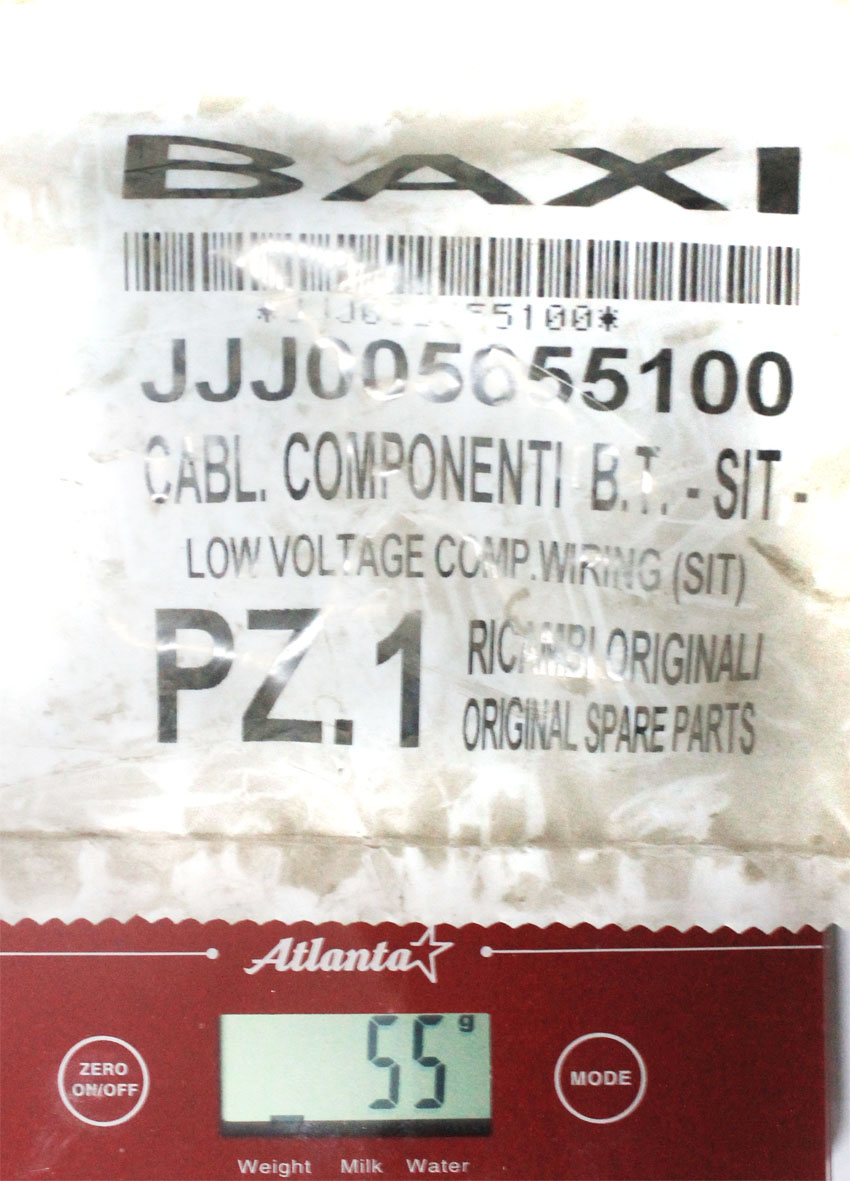 BAXI
JJJ005655100
CABL. COMPONENTI B.T. - SIT -
LOW VOLTAGE COMP.WIRING (SIT)
PZ.1
RICAMBI ORIGINALI
ORIGINAL SPARE PARTS
Atlanta
ZERO
ON/OFF
55 g
MODE
Weight Milk Water